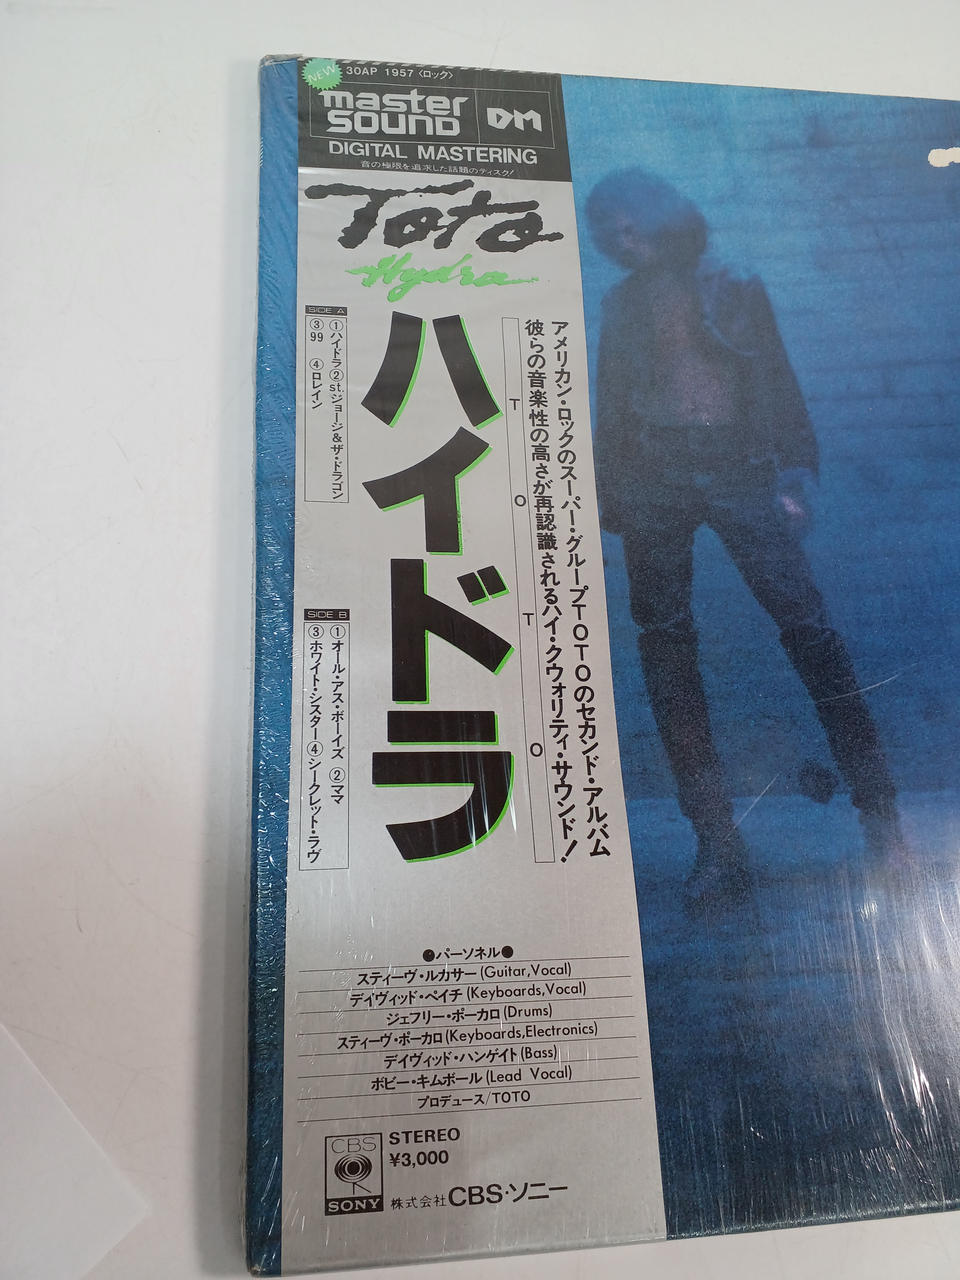 NEW
30AP 1957〈ロック〉
master
SOUND
DM
DIGITAL MASTERING
音の極限を追求した話題のディスク!
Toto
Hydra
ハイドラ
アメリカン・ロックのスーパー・グループTOTOのセカンド・アルバム
彼らの音楽性の高さが再認識されるハイ・クウォリティ・サウンド!
TOTO
SIDE A
①ハイドラ ②st.ジョージ&ザ・ドラゴン
③99 ④ロレイン
SIDE B
①オール・アス・ボーイズ ②ママ
③ホワイト・シスター ④シークレット・ラヴ
●パーソネル●
スティーヴ・ルカサー(Guitar,Vocal)
デイヴィッド・ペイチ(Keyboards,Vocal)
ジェフリー・ポーカロ(Drums)
スティーヴ・ポーカロ(Keyboards,Electronics)
デイヴィッド・ハンゲイト(Bass)
ボビー・キムボール(Lead Vocal)
プロデュース/TOTO
CBS
SONY
STEREO
¥3,000
株式会社CBS・ソニー